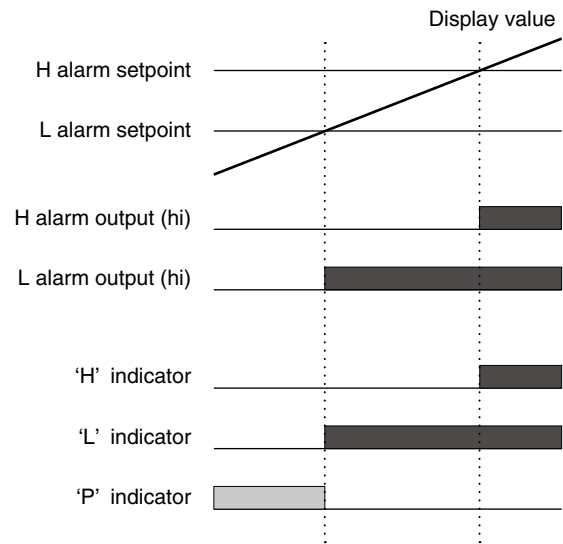 Display value
H alarm setpoint
L alarm setpoint
H alarm output (hi)
L alarm output (hi)
‘H’ indicator
‘L’ indicator
‘P’ indicator